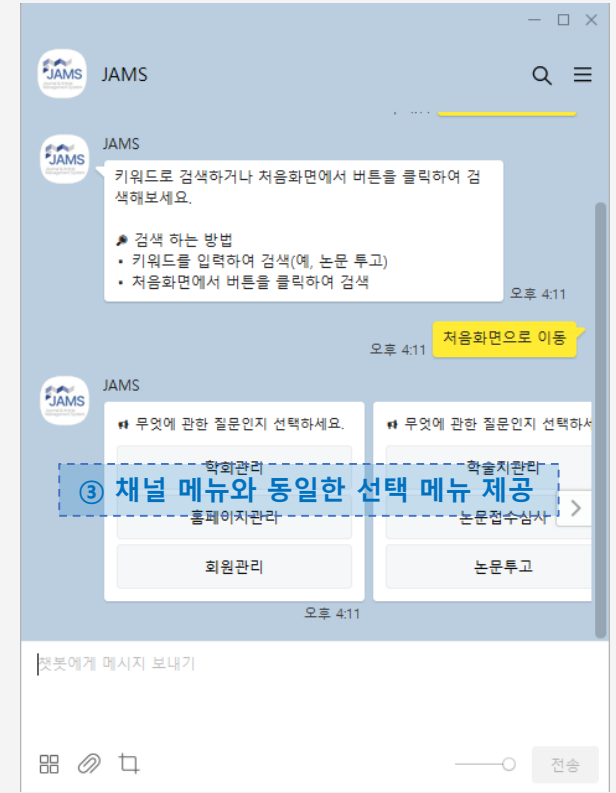 JAMS
JAMS
JAMS
JAMS
키워드로 검색하거나 처음화면에서 버튼을 클릭하여 검
색해보세요.
검색 하는 방법
• 키워드를 입력하여 검색(예, 논문 투고)
• 처음화면에서 버튼을 클릭하여 검색
오후 4:11
처음화면으로 이동
오후 4:11
JAMS
JAMS
무엇에 관한 질문인지 선택하세요.
무엇에 관한 질문인지 선택하세
학회관리
학술지관리
③ 채널 메뉴와 동일한 선택 메뉴 제공
홈페이지관리
논문접수심사
회원관리
논문투고
오후 4:11
챗봇에게 메시지 보내기
전송